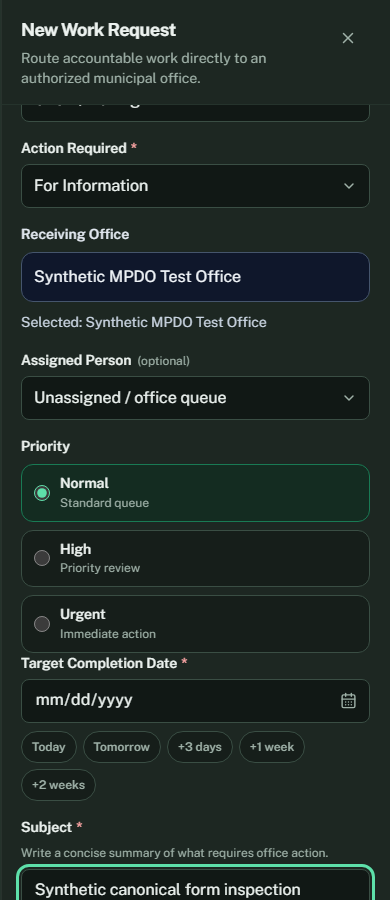 New Work Request
Route accountable work directly to an
authorized municipal office.
Action Required *
For Information
Receiving Office
Synthetic MPDO Test Office
Selected: Synthetic MPDO Test Office
Assigned Person (optional)
Unassigned / office queue
Priority
Normal
Standard queue
High
Priority review
Urgent
Immediate action
Target Completion Date *
mm/dd/yyyy
Today
Tomorrow
+3 days
+1 week
+2 weeks
Subject *
Write a concise summary of what requires office action.
Synthetic canonical form inspection